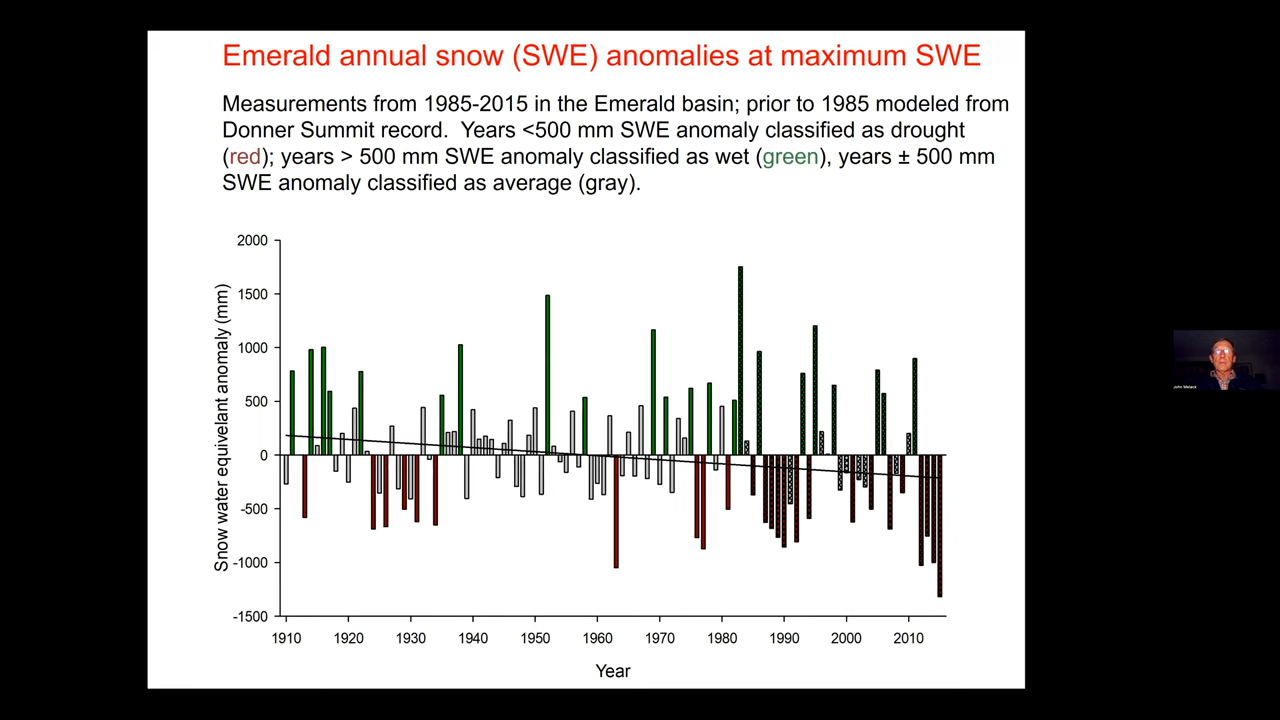 Emerald annual snow (SWE) anomalies at maximum SWE
Measurements from 1985-2015 in the Emerald basin; prior to 1985 modeled from
Donner Summit record.  Years <500 mm SWE anomaly classified as drought
(red); years > 500 mm SWE anomaly classified as wet (green), years ± 500 mm
SWE anomaly classified as average (gray).
Snow water equivelant anomaly (mm)
2000
1500
1000
500
0
-500
-1000
-1500
1910 1920 1930 1940 1950 1960 1970 1980 1990 2000 2010
Year
John Melack